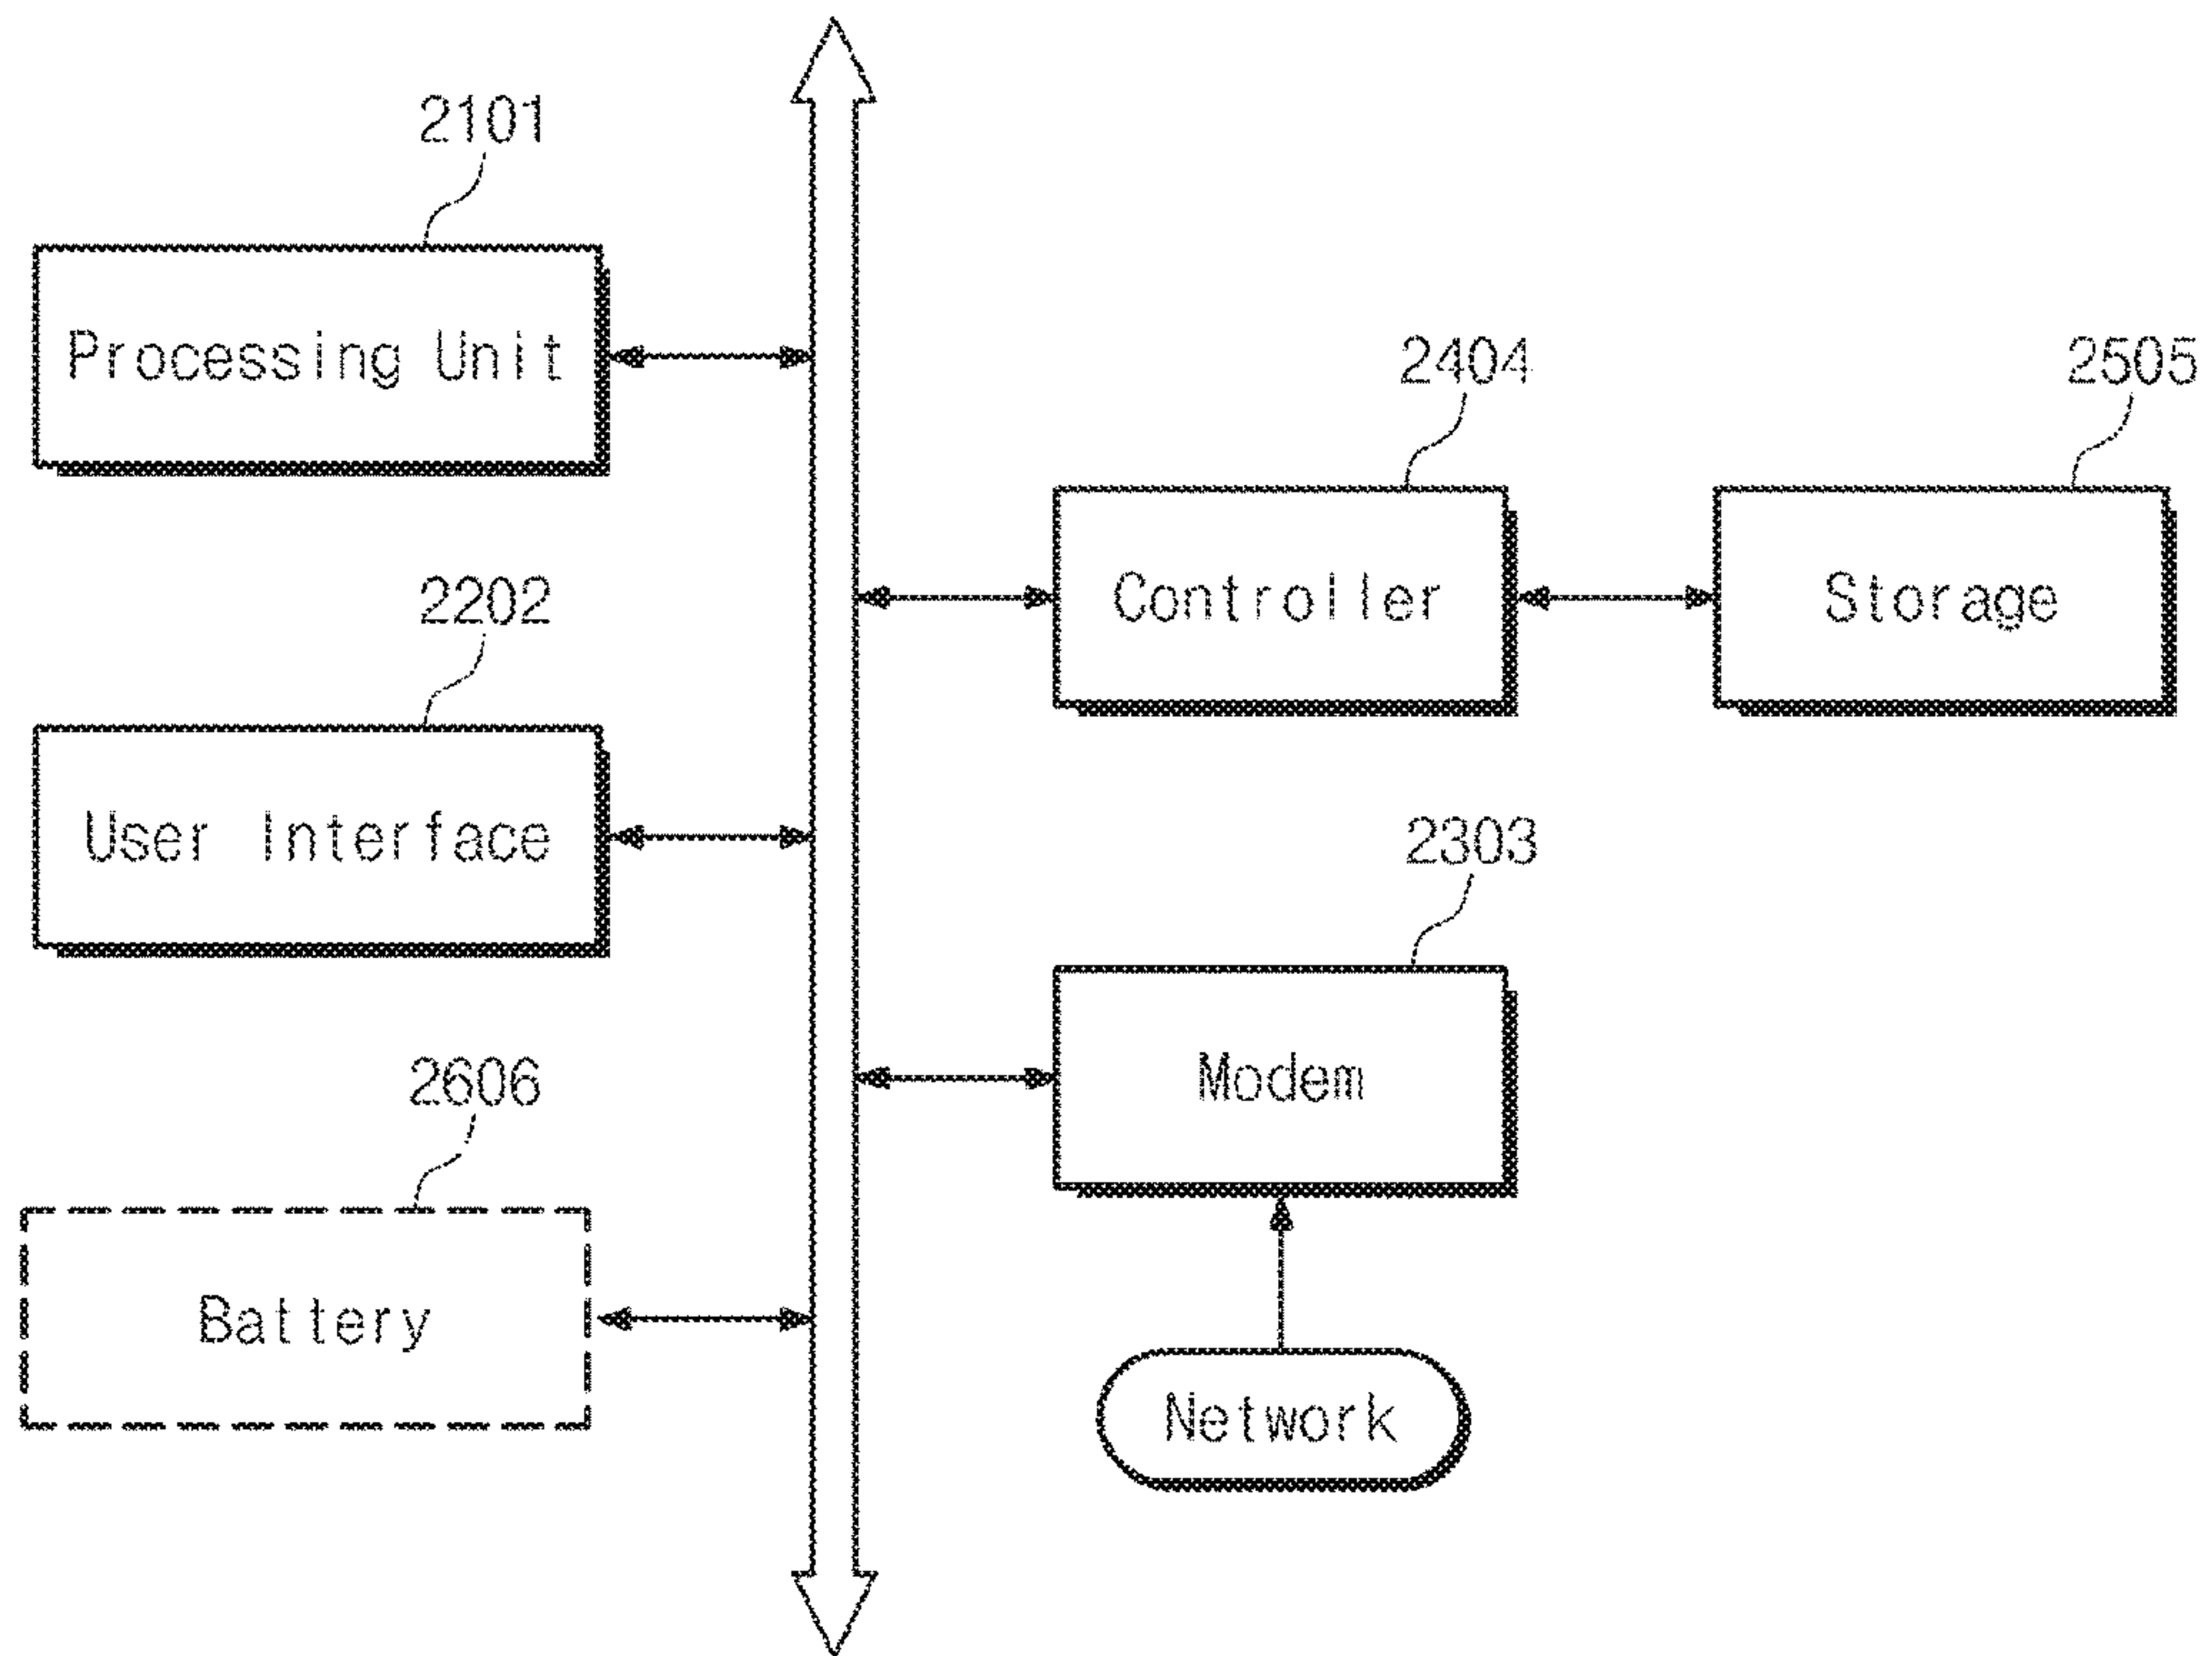 2101
Processing Unit
2404
2505
Controller
Storage
2202
User Interface
2303
Modem
2606
Battery
Network